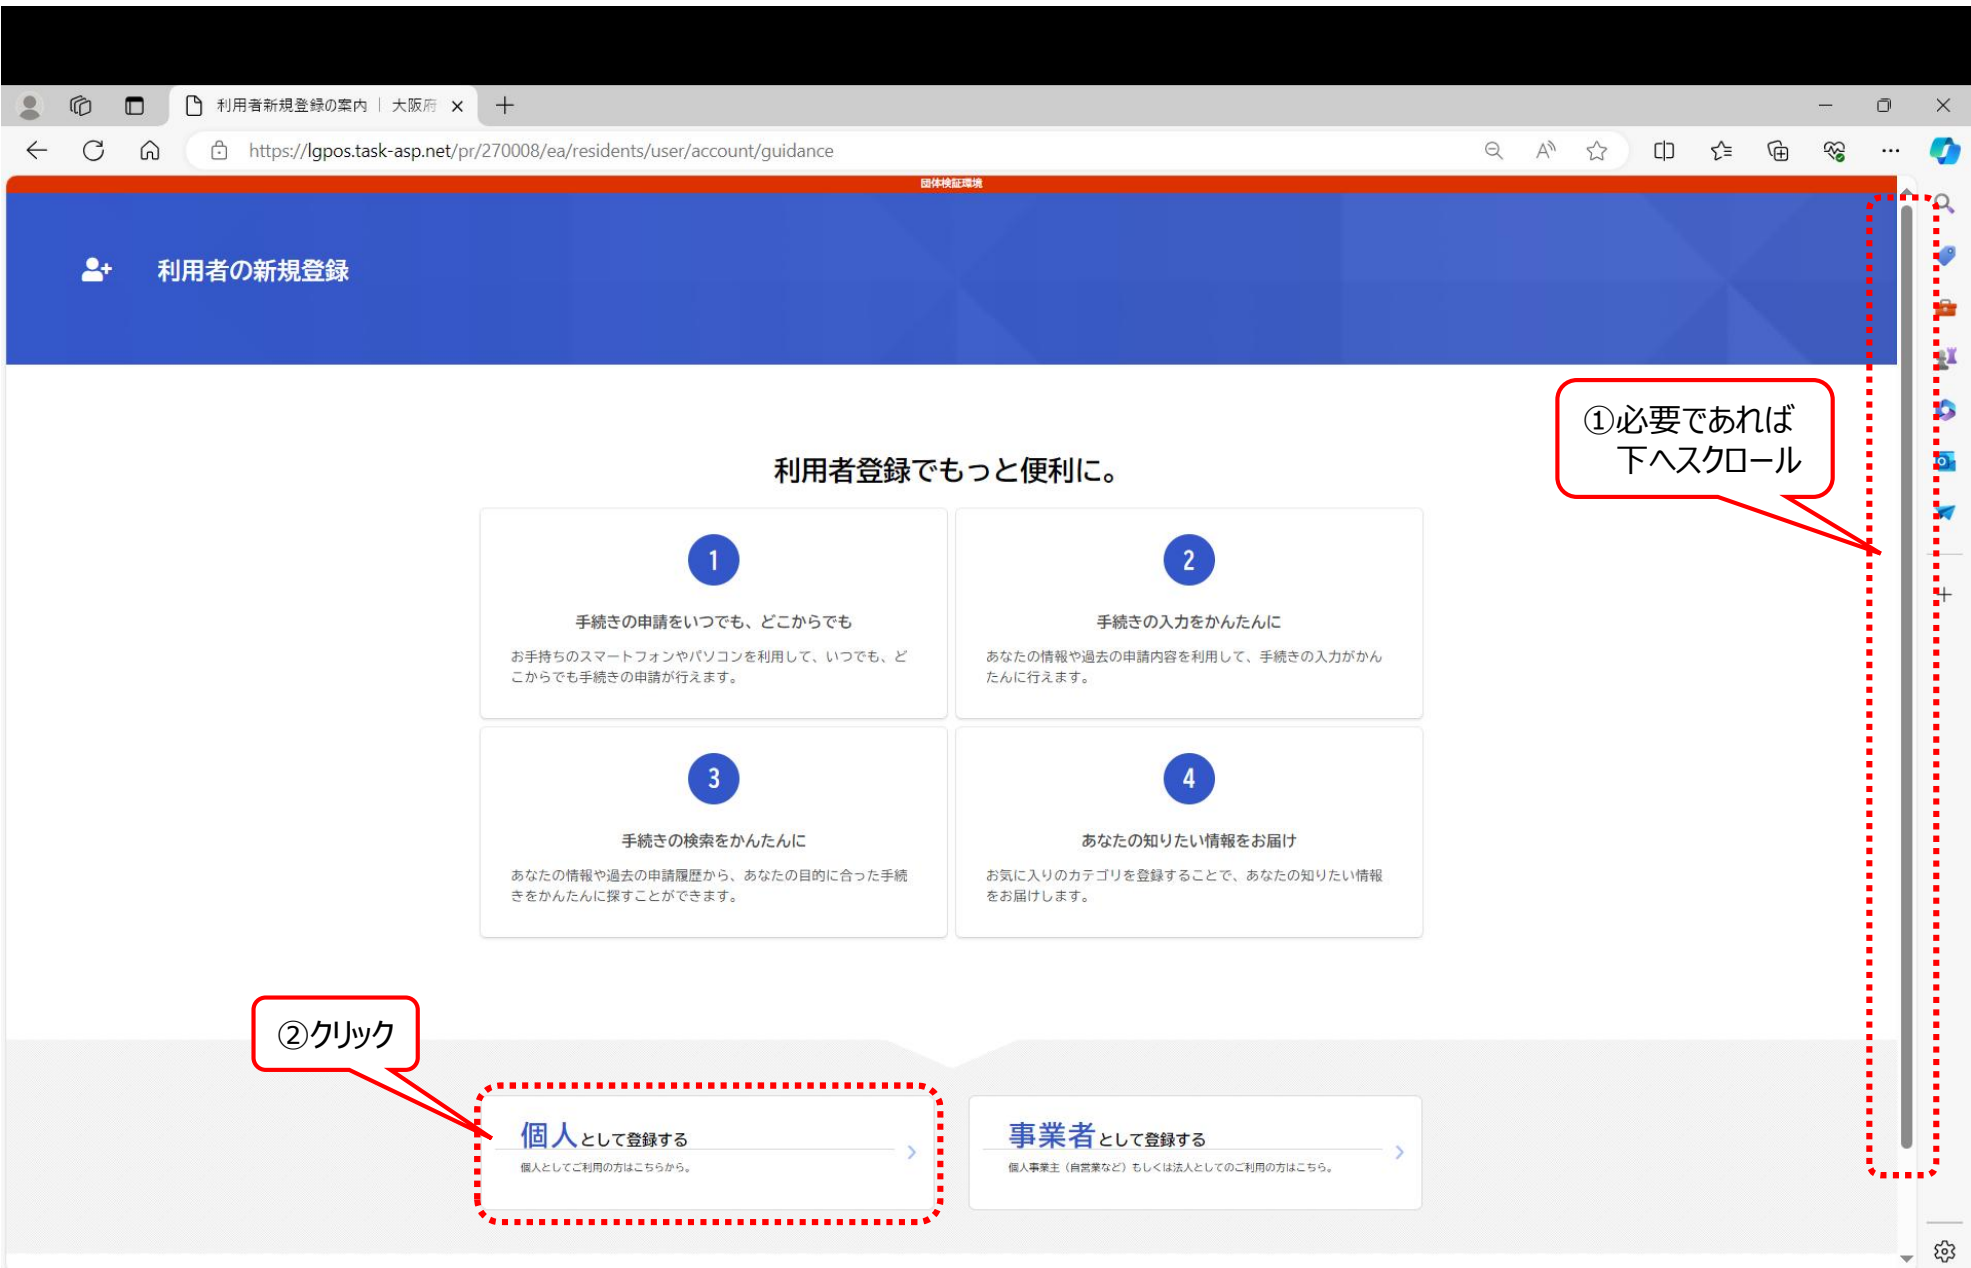 利用者新規登録の案内 | 大阪府
https://lgpos.task-asp.net/pr/270008/ea/residents/user/account/guidance
団体検証環境
利用者の新規登録
①必要であれば
下へスクロール
利用者登録でもっと便利に。
1
手続きの申請をいつでも、どこからでも
お手持ちのスマートフォンやパソコンを利用して、いつでも、ど
こからでも手続きの申請が行えます。
2
手続きの入力をかんたんに
あなたの情報や過去の申請内容を利用して、手続きの入力がかん
たんに行えます。
3
手続きの検索をかんたんに
あなたの情報や過去の申請履歴から、あなたの目的に合った手続
きをかんたんに探すことができます。
4
あなたの知りたい情報をお届け
お気に入りのカテゴリを登録することで、あなたの知りたい情報
をお届けします。
②クリック
個人として登録する
個人としてご利用の方はこちらから。
事業者として登録する
個人事業主（自営業など）もしくは法人としてのご利用の方はこちら。